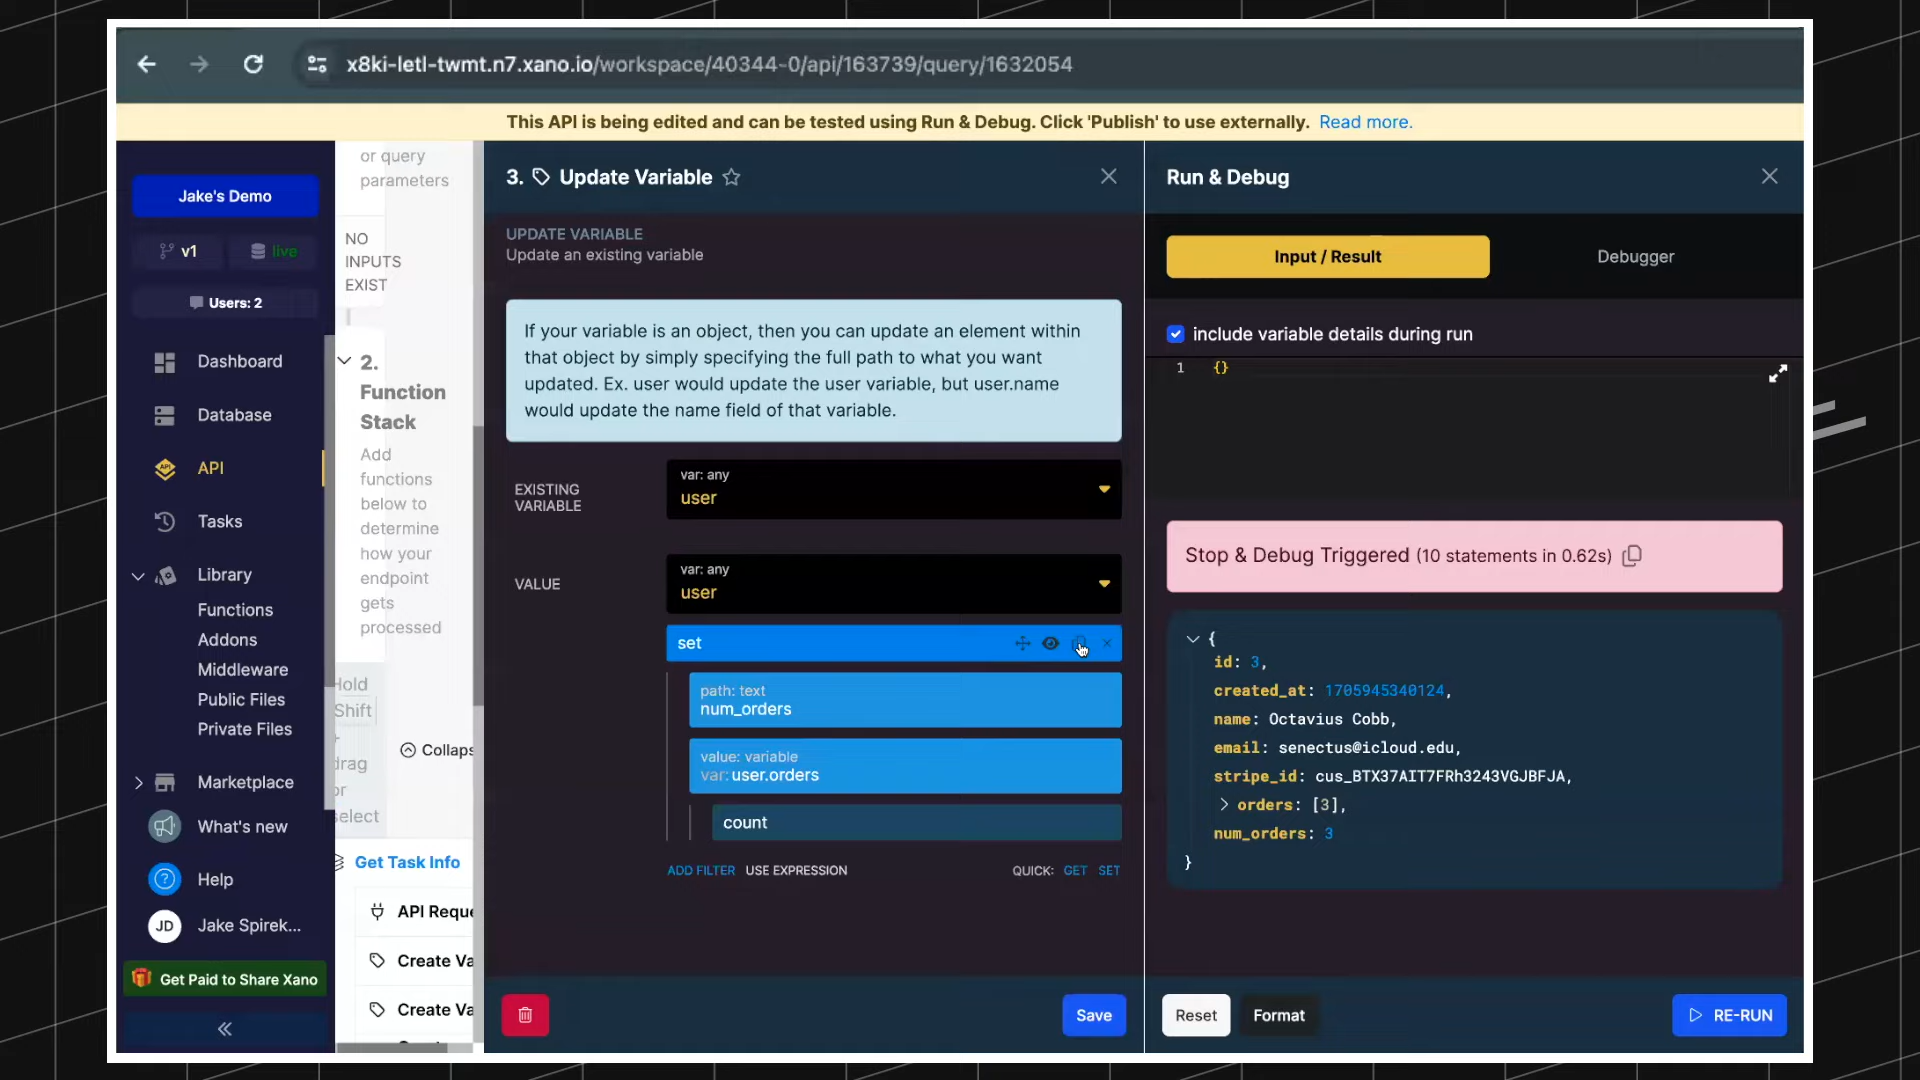 x8ki-letl-twmt.n7.xano.io/workspace/40344-0/api/163739/query/1632054
This API is being edited and can be tested using Run & Debug. Click 'Publish' to use externally. Read more.
Jake's Demo
v1
live
Users: 2
Dashboard
Database
API
Tasks
Library
Functions
Addons
Middleware
Public Files
Private Files
Marketplace
What's new
Help
JD
Jake Spirek...
Get Paid to Share Xano
or query
parameters
NO
INPUTS
EXIST
2.
Function
Stack
Add
functions
below to
determine
how your
endpoint
gets
processed
Hold
Shift
+
drag
or
select
Collaps
Get Task Info
API Reque
Create Va
Create Va
3. Update Variable
UPDATE VARIABLE
Update an existing variable
If your variable is an object, then you can update an element within
that object by simply specifying the full path to what you want
updated. Ex. user would update the user variable, but user.name
would update the name field of that variable.
EXISTING
VARIABLE
var: any
user
VALUE
var: any
user
set
path: text
num_orders
value: variable
var: user.orders
count
ADD FILTER USE EXPRESSION QUICK: GET SET
Save
Run & Debug
Input / Result
Debugger
include variable details during run
1 {}
Stop & Debug Triggered (10 statements in 0.62s)
{
id: 3,
created_at: 1705945340124,
name: Octavius Cobb,
email: senectus@icloud.edu,
stripe_id: cus_BTX37AIT7FRh3243VGJBFJA,
orders: [3],
num_orders: 3
}
Reset
Format
RE-RUN